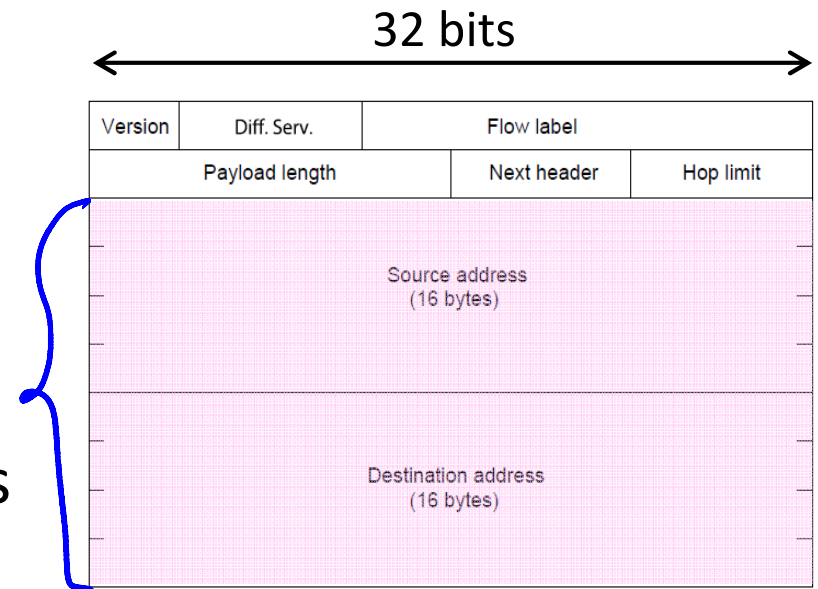 32 bits
Version Diff. Serv. Flow label
Payload length Next header Hop limit
Source address
(16 bytes)
s
Destination address
(16 bytes)